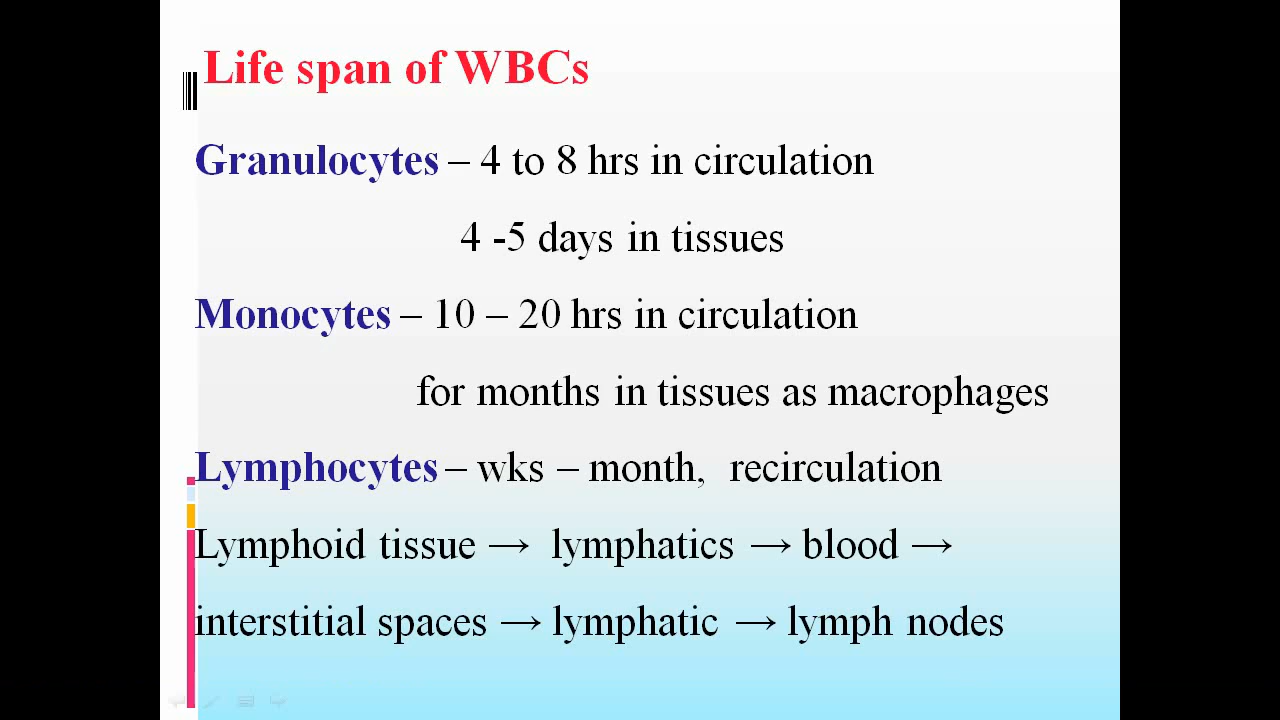 Life span of WBCs
Granulocytes – 4 to 8 hrs in circulation
4 -5 days in tissues
Monocytes – 10 – 20 hrs in circulation
for months in tissues as macrophages
Lymphocytes – wks – month, recirculation
Lymphoid tissue → lymphatics → blood →
interstitial spaces → lymphatic → lymph nodes